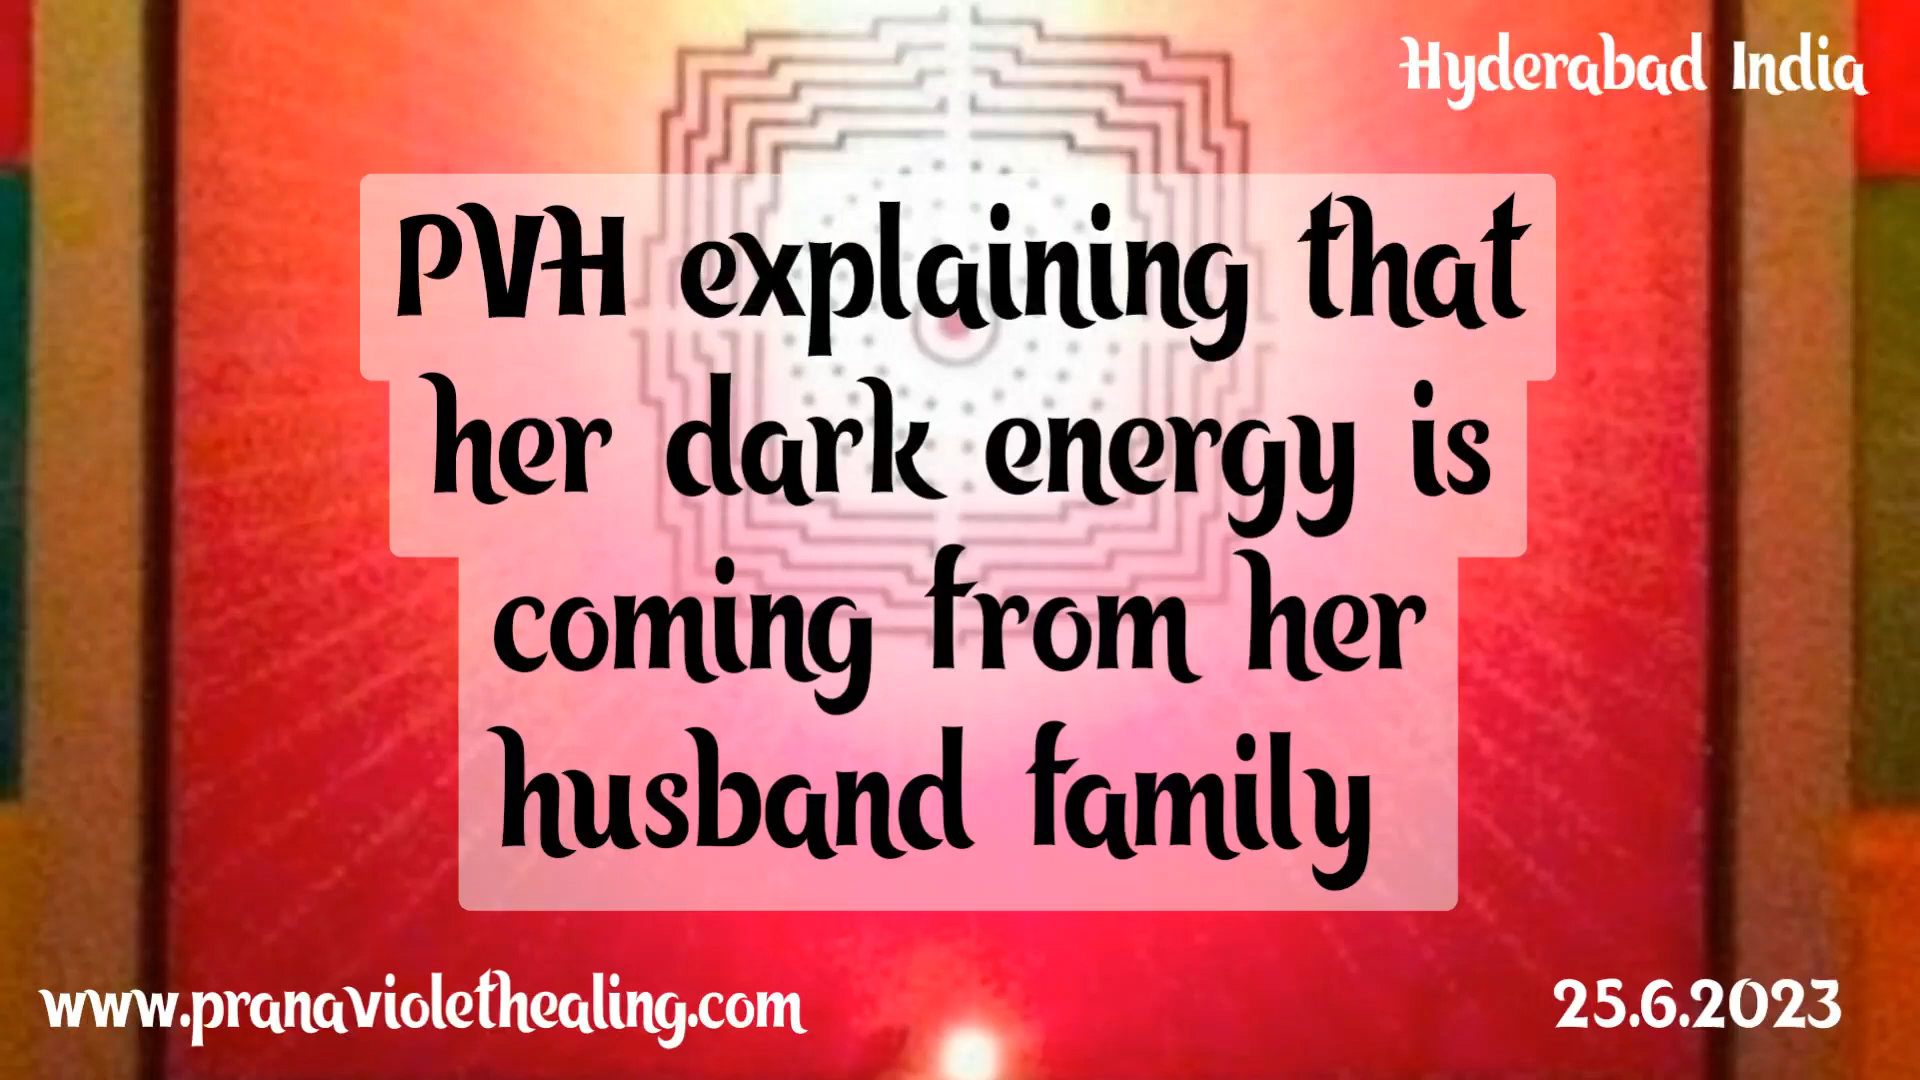 Hyderabad India
PVH explaining that
her dark energy is
coming from her
husband family
www.pranaviolethealing.com
25.6.2023